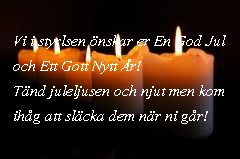 Vi i styrlsen önskar er En God Jul
och Ett Gott Nytt År!
Tänd juleljusen och njut men kom
ihåg att släcka dem när ni går!